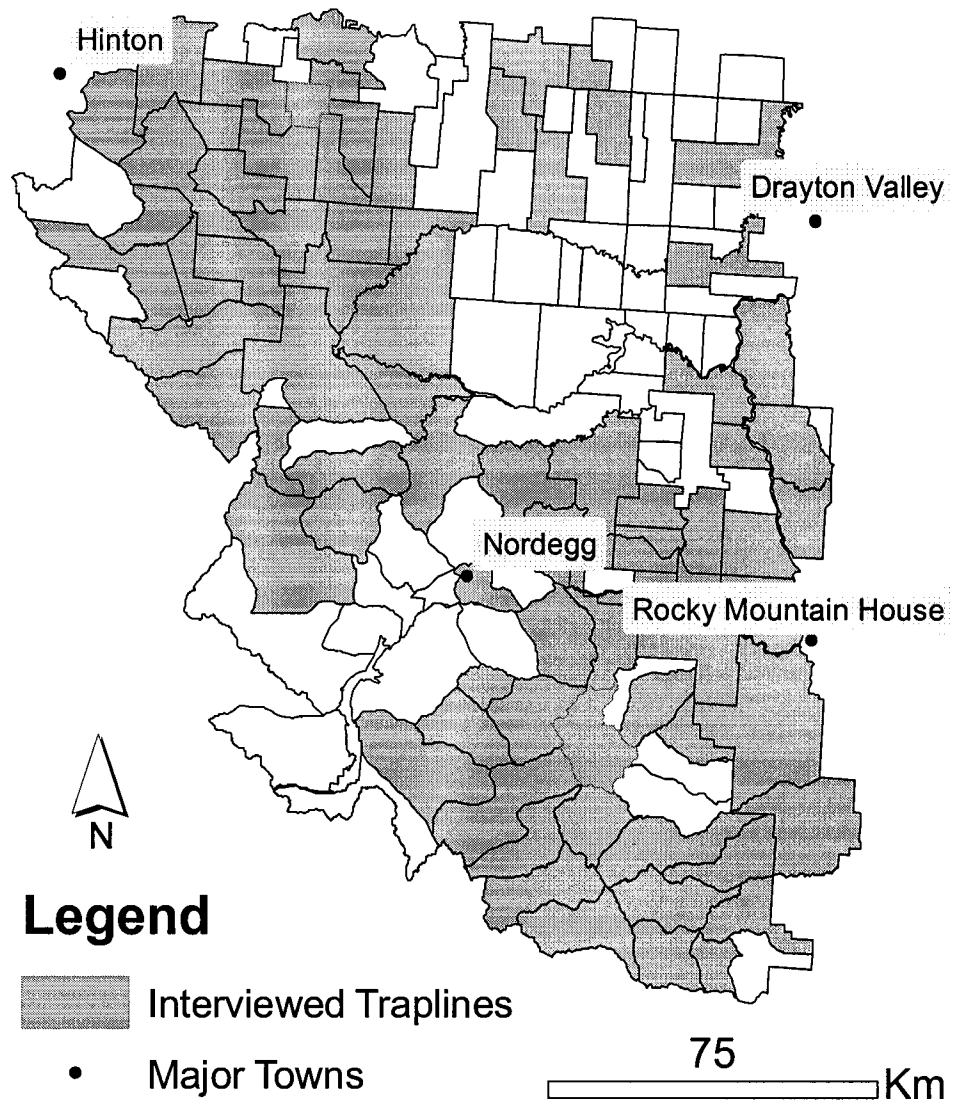 Hinton
Drayton Valley
Nordegg
Rocky Mountain House
N
Legend
Interviewed Traplines
Major Towns
75
Km